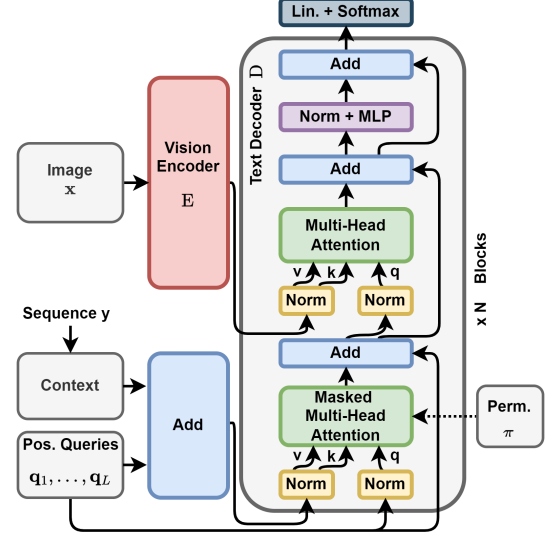 Lin. + Softmax
Text Decoder D
Add
Norm + MLP
Add
Multi-Head
Attention
v k q
Norm Norm
Add
Masked
Multi-Head
Attention
v k q
Norm Norm
x N Blocks
Vision
Encoder
E
Image
x
Sequence y
Context
Pos. Queries
q₁, . . . , q_L
Add
Perm.
π